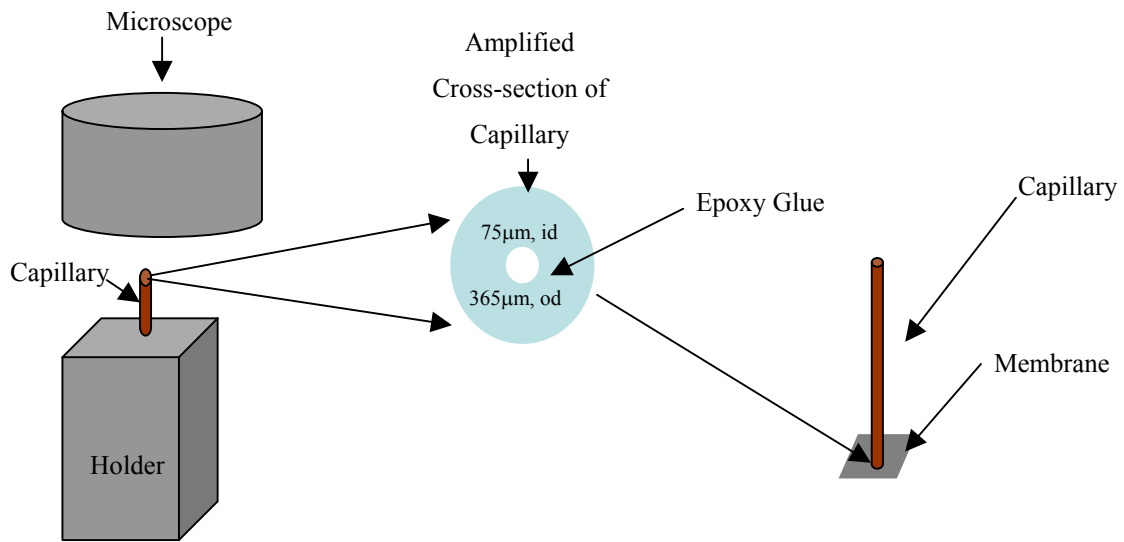 Microscope
Amplified
Cross-section of
Capillary
Capillary
Epoxy Glue
75μm, id
Capillary
365μm, od
Membrane
Holder